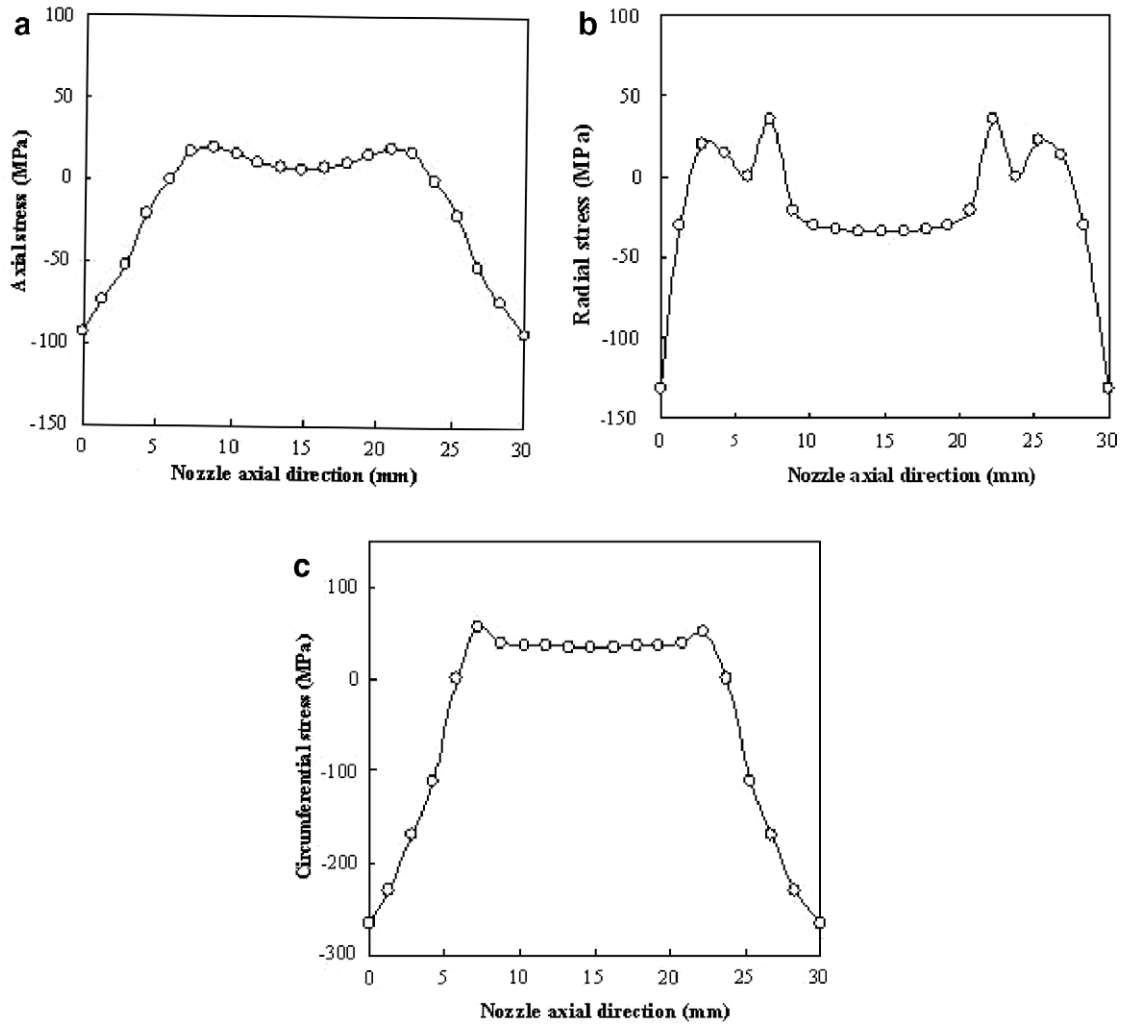 a
100
50
0
-50
-100
-150
Axial stress (MPa)
0 5 10 15 20 25 30
Nozzle axial direction (mm)
b
100
50
0
-50
-100
-150
Radial stress (MPa)
0 5 10 15 20 25 30
Nozzle axial direction (mm)
c
100
0
-100
-200
-300
Circumferential stress (MPa)
0 5 10 15 20 25 30
Nozzle axial direction (mm)